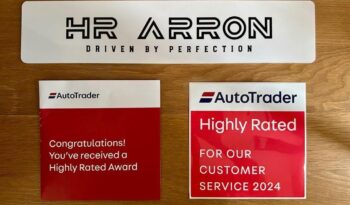 HR ARRON
DRIVEN BY PERFECTION
AutoTrader
Congratulations!
You've received a
Highly Rated Award
AutoTrader
Highly Rated
FOR OUR
CUSTOMER
SERVICE 2024